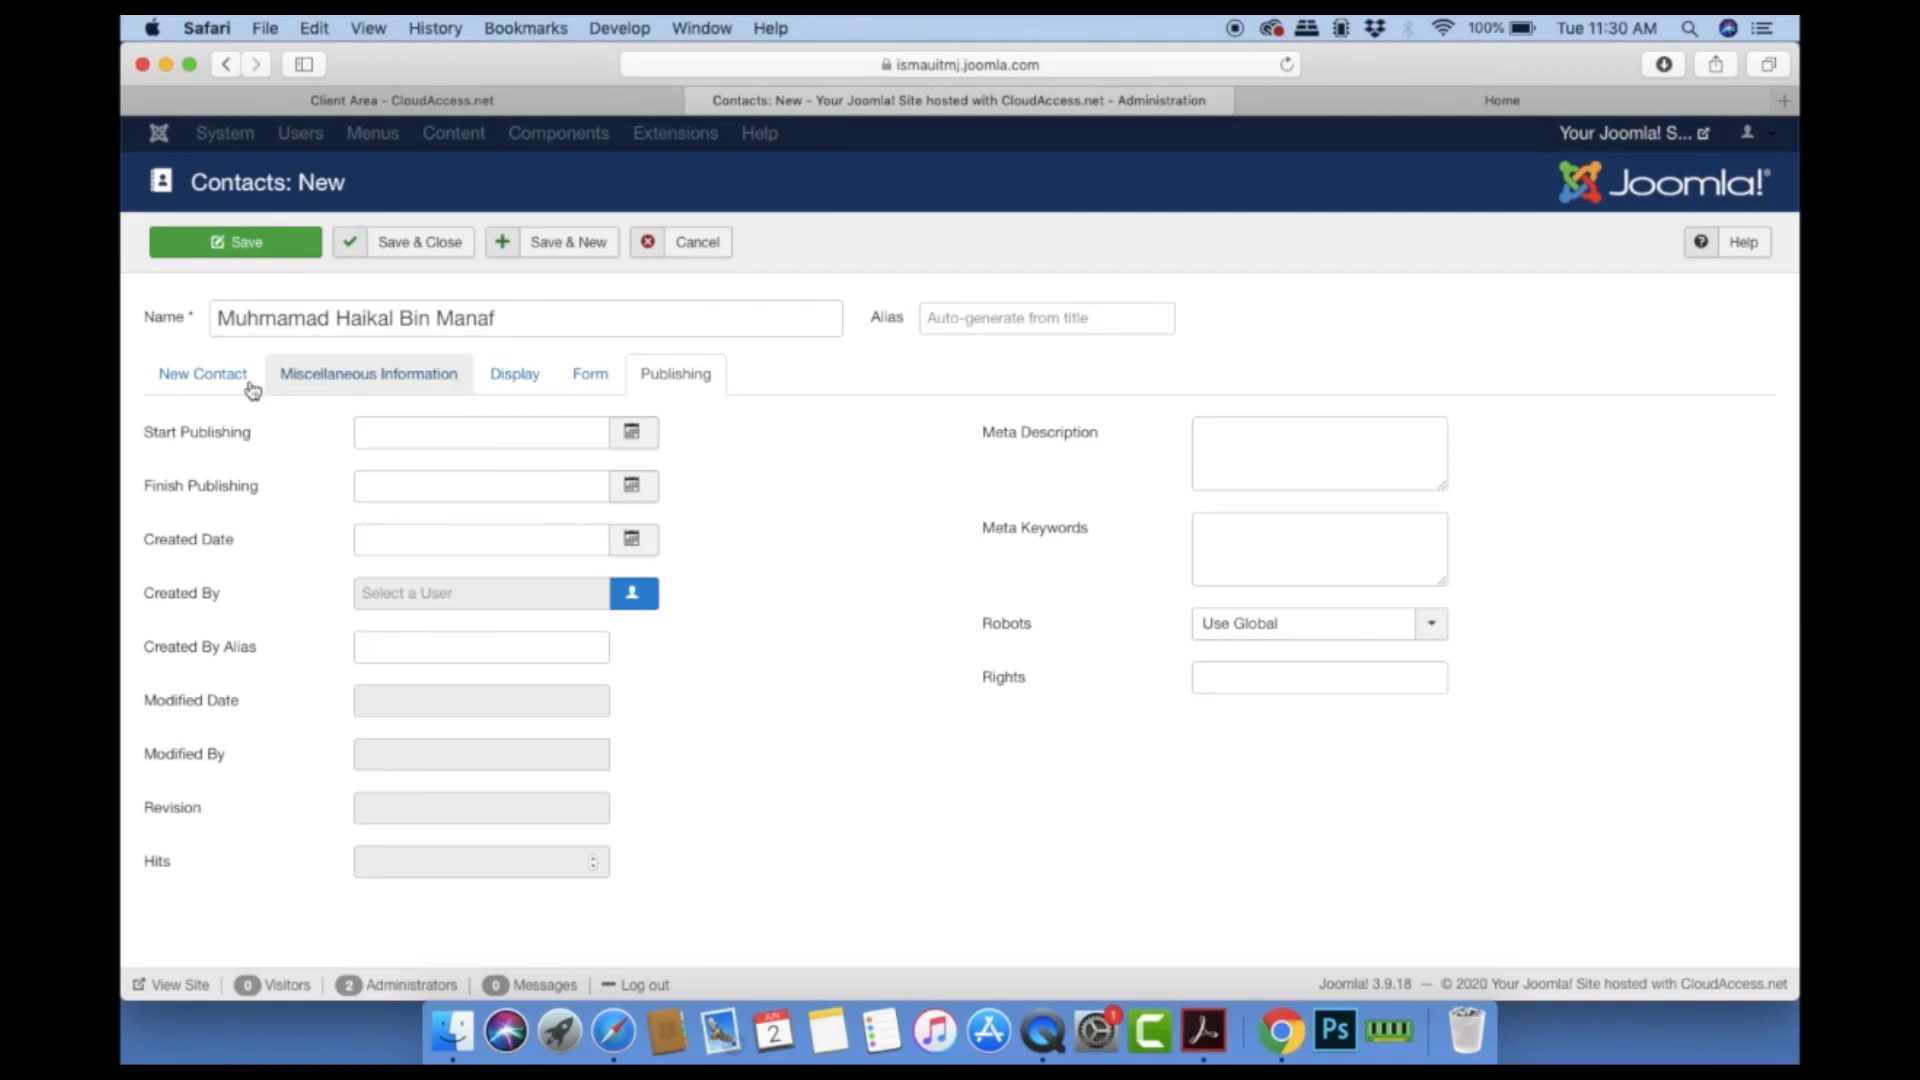 Safari File Edit View History Bookmarks Develop Window Help 100% Tue 11:30 AM
ismauitmj.joomla.com
Client Area - CloudAccess.net Contacts: New - Your Joomla! Site hosted with CloudAccess.net - Administration Home
System Users Menus Content Components Extensions Help Your Joomla! S...
Contacts: New Joomla!®
Save Save & Close Save & New Cancel Help
Name * Muhmamad Haikal Bin Manaf Alias Auto-generate from title
New Contact Miscellaneous Information Display Form Publishing
Start Publishing Meta Description
Finish Publishing
Meta Keywords
Created Date
Created By Select a User
Robots Use Global
Created By Alias
Rights
Modified Date
Modified By
Revision
Hits
View Site 0 Visitors 2 Administrators 0 Messages Log out Joomla! 3.9.18 — © 2020 Your Joomla! Site hosted with CloudAccess.net
JUN
2
1
Ps